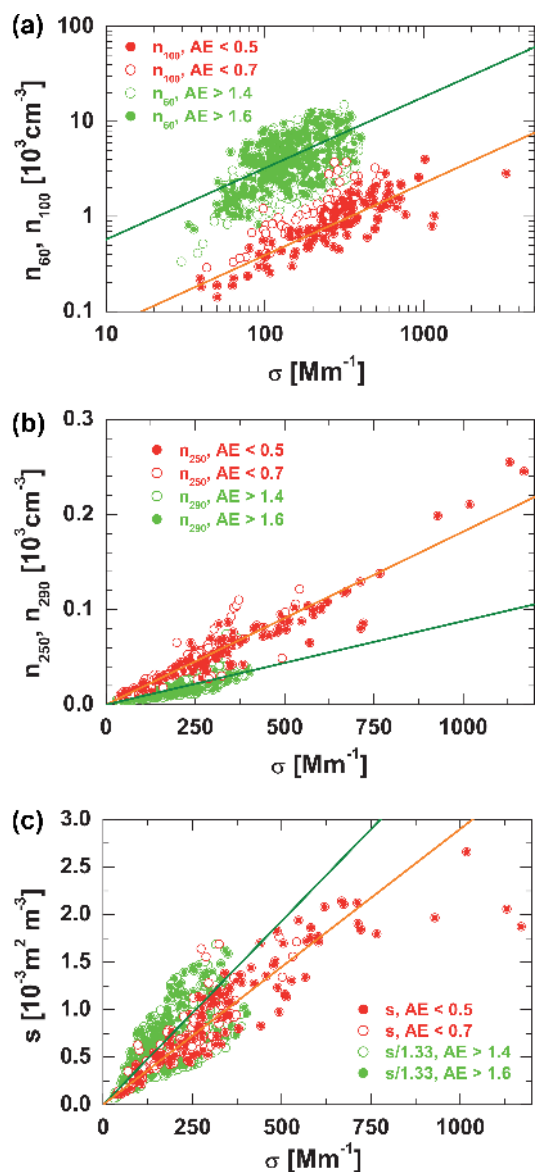 (a)
n₁₀₀, AE < 0.5
n₁₀₀, AE < 0.7
n₆₀, AE > 1.4
n₆₀, AE > 1.6
100
10
1
0.1
n₆₀, n₁₀₀ [10³cm⁻³]
10 100 1000
σ [Mm⁻¹]
(b)
n₂₅₀, AE < 0.5
n₂₅₀, AE < 0.7
n₂₉₀, AE > 1.4
n₂₉₀, AE > 1.6
0.3
0.2
0.1
0.0
n₂₅₀, n₂₉₀ [10³cm⁻³]
0 250 500 750 1000
σ [Mm⁻¹]
(c)
3.0
2.5
2.0
1.5
1.0
0.5
0.0
s [10⁻³m² m⁻³]
s, AE < 0.5
s, AE < 0.7
s/1.33, AE > 1.4
s/1.33, AE > 1.6
0 250 500 750 1000
σ [Mm⁻¹]